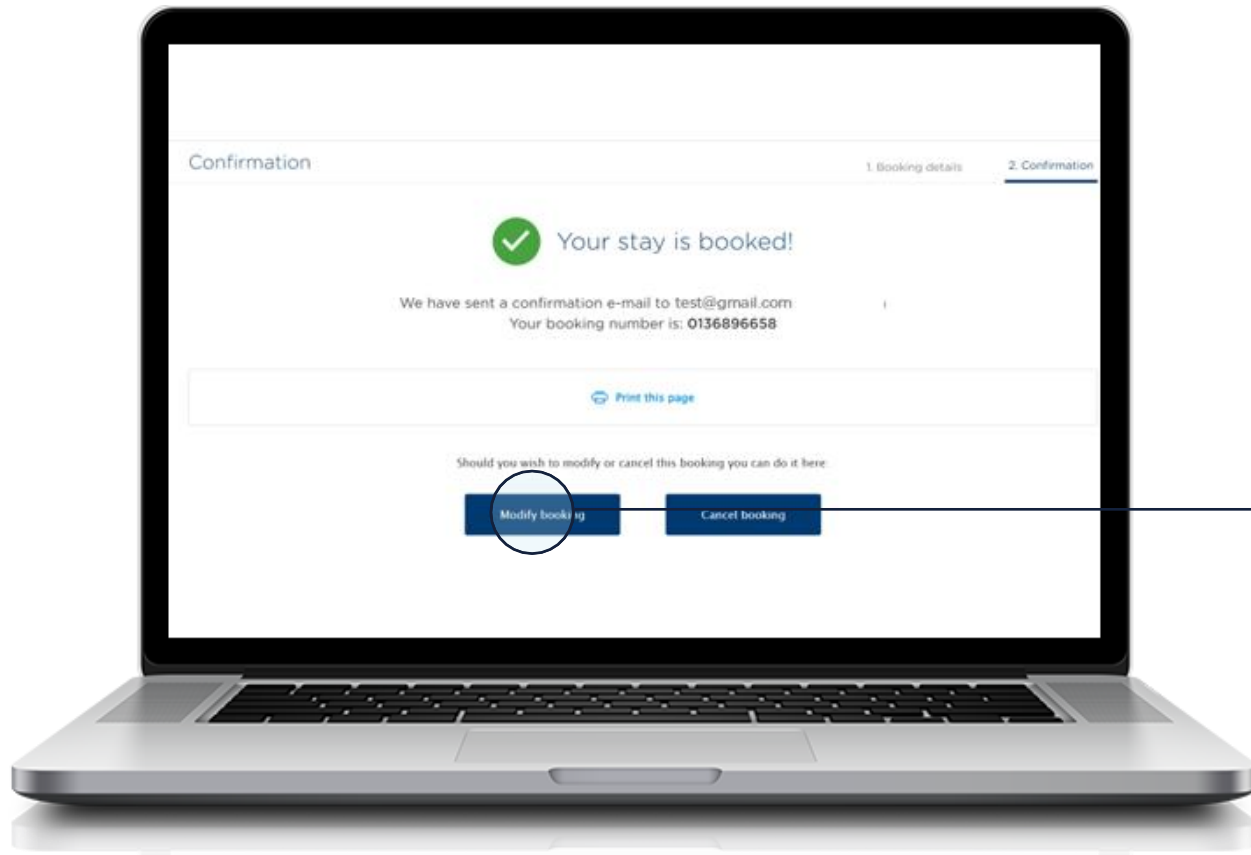 Confirmation
1. Booking details
2. Confirmation
Your stay is booked!
We have sent a confirmation e-mail to test@gmail.com
Your booking number is: 0136896658
Print this page
Should you wish to modify or cancel this booking you can do it here
Modify booking
Cancel booking